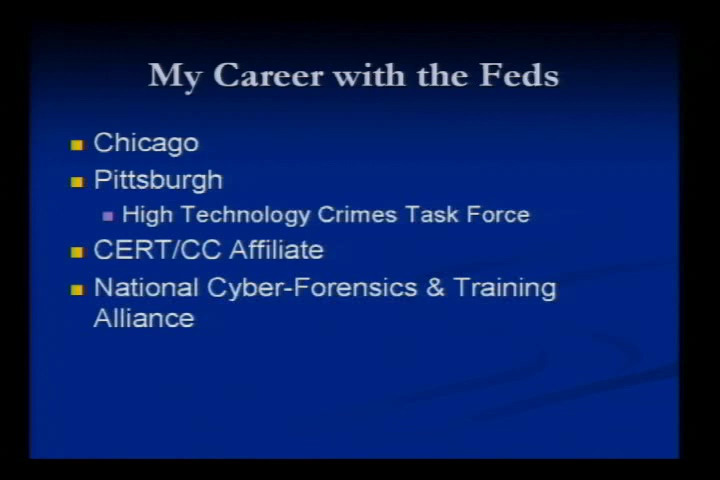 My Career with the Feds
Chicago
Pittsburgh
High Technology Crimes Task Force
CERT/CC Affiliate
National Cyber-Forensics & Training
Alliance